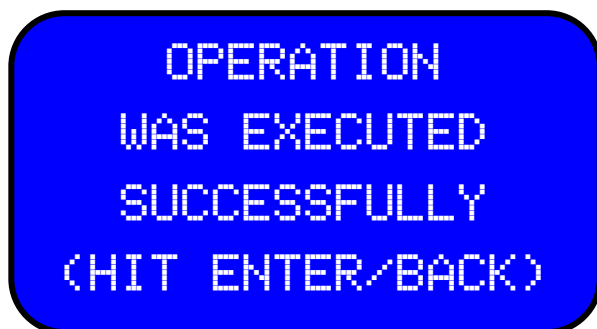 OPERATION
WAS EXECUTED
SUCCESSFULLY
(HIT ENTER/BACK)